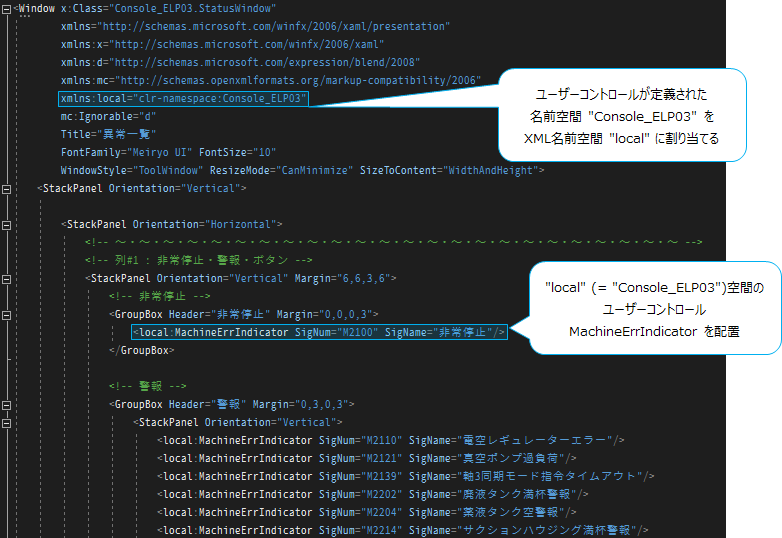 <Window x:Class="Console_ELP03.StatusWindow"
xmlns="http://schemas.microsoft.com/winfx/2006/xaml/presentation"
xmlns:x="http://schemas.microsoft.com/winfx/2006/xaml"
xmlns:d="http://schemas.microsoft.com/expression/blend/2008"
xmlns:mc="http://schemas.openxmlformats.org/markup-compatibility/2006"
xmlns:local="clr-namespace:Console_ELP03"
mc:Ignorable="d"
Title="異常一覧"
FontFamily="Meiryo UI" FontSize="10"
WindowStyle="ToolWindow" ResizeMode="CanMinimize" SizeToContent="WidthAndHeight">
ユーザーコントロールが定義された
名前空間 "Console_ELP03" を
XML名前空間 "local" に割り当てる
<StackPanel Orientation="Vertical">
<StackPanel Orientation="Horizontal">
<!-- ～・～・～・～・～・～・～・～・～・～・～・～・～・～・～・～・～・～・～・～・～・～・～ -->
<!-- 列#1 : 非常停止・警報・ボタン -->
<StackPanel Orientation="Vertical" Margin="6,6,3,6">
<!-- 非常停止 -->
<GroupBox Header="非常停止" Margin="0,0,0,3">
<local:MachineErrIndicator SigNum="M2100" SigName="非常停止"/>
</GroupBox>
"local" (= "Console_ELP03")空間の
ユーザーコントロール
MachineErrIndicator を配置
<!-- 警報 -->
<GroupBox Header="警報" Margin="0,3,0,3">
<StackPanel Orientation="Vertical">
<local:MachineErrIndicator SigNum="M2110" SigName="電空レギュレーターエラー"/>
<local:MachineErrIndicator SigNum="M2121" SigName="真空ポンプ過負荷"/>
<local:MachineErrIndicator SigNum="M2139" SigName="軸3同期モード指令タイムアウト"/>
<local:MachineErrIndicator SigNum="M2202" SigName="廃液タンク満杯警報"/>
<local:MachineErrIndicator SigNum="M2204" SigName="薬液タンク空警報"/>
<local:MachineErrIndicator SigNum="M2214" SigName="サクションハウジング満杯警報"/>